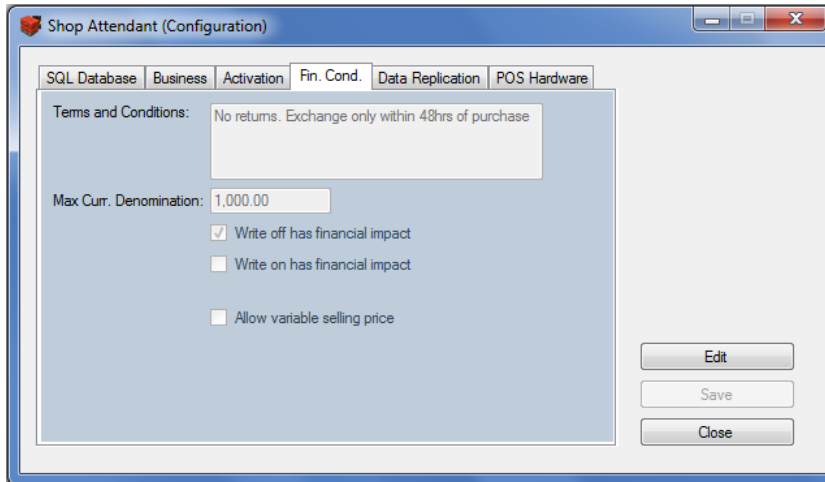 Shop Attendant (Configuration)
SQL Database Business Activation Fin. Cond. Data Replication POS Hardware
Terms and Conditions: No returns. Exchange only within 48hrs of purchase
Max Curr. Denomination: 1,000.00
Write off has financial impact
Write on has financial impact
Allow variable selling price
Edit
Save
Close